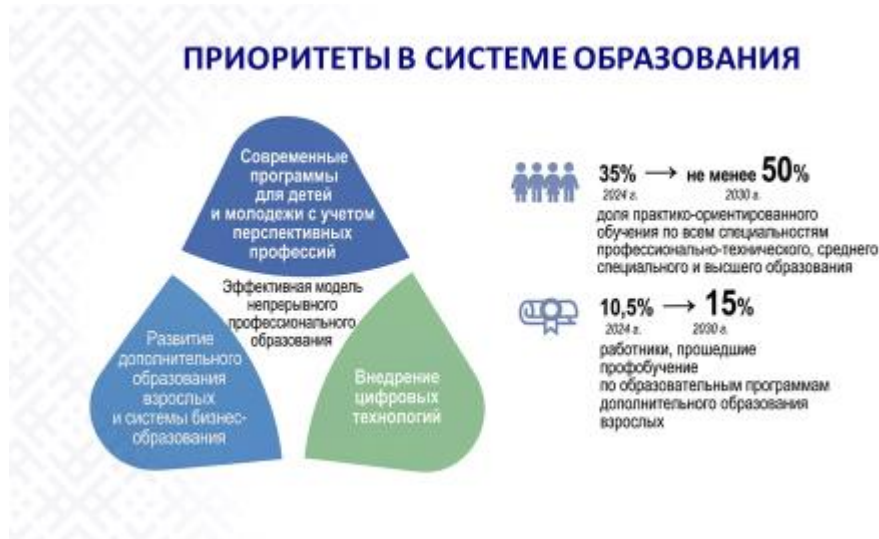 ПРИОРИТЕТЫ В СИСТЕМЕ ОБРАЗОВАНИЯ
Современные
программы
для детей
и молодежи с учетом
перспективных
профессий
Эффективная модель
непрерывного
профессионального
образования
Развитие
дополнительного
образования
взрослых
и системы бизнес-
образования
Внедрение
цифровых
технологий
35% → не менее 50%
2024 г. 2030 г.
доля практико-ориентированного
обучения по всем специальностям
профессионально-технического, среднего
специального и высшего образования
10,5% → 15%
2024 г. 2030 г.
работники, прошедшие
профобучение
по образовательным программам
дополнительного образования
взрослых